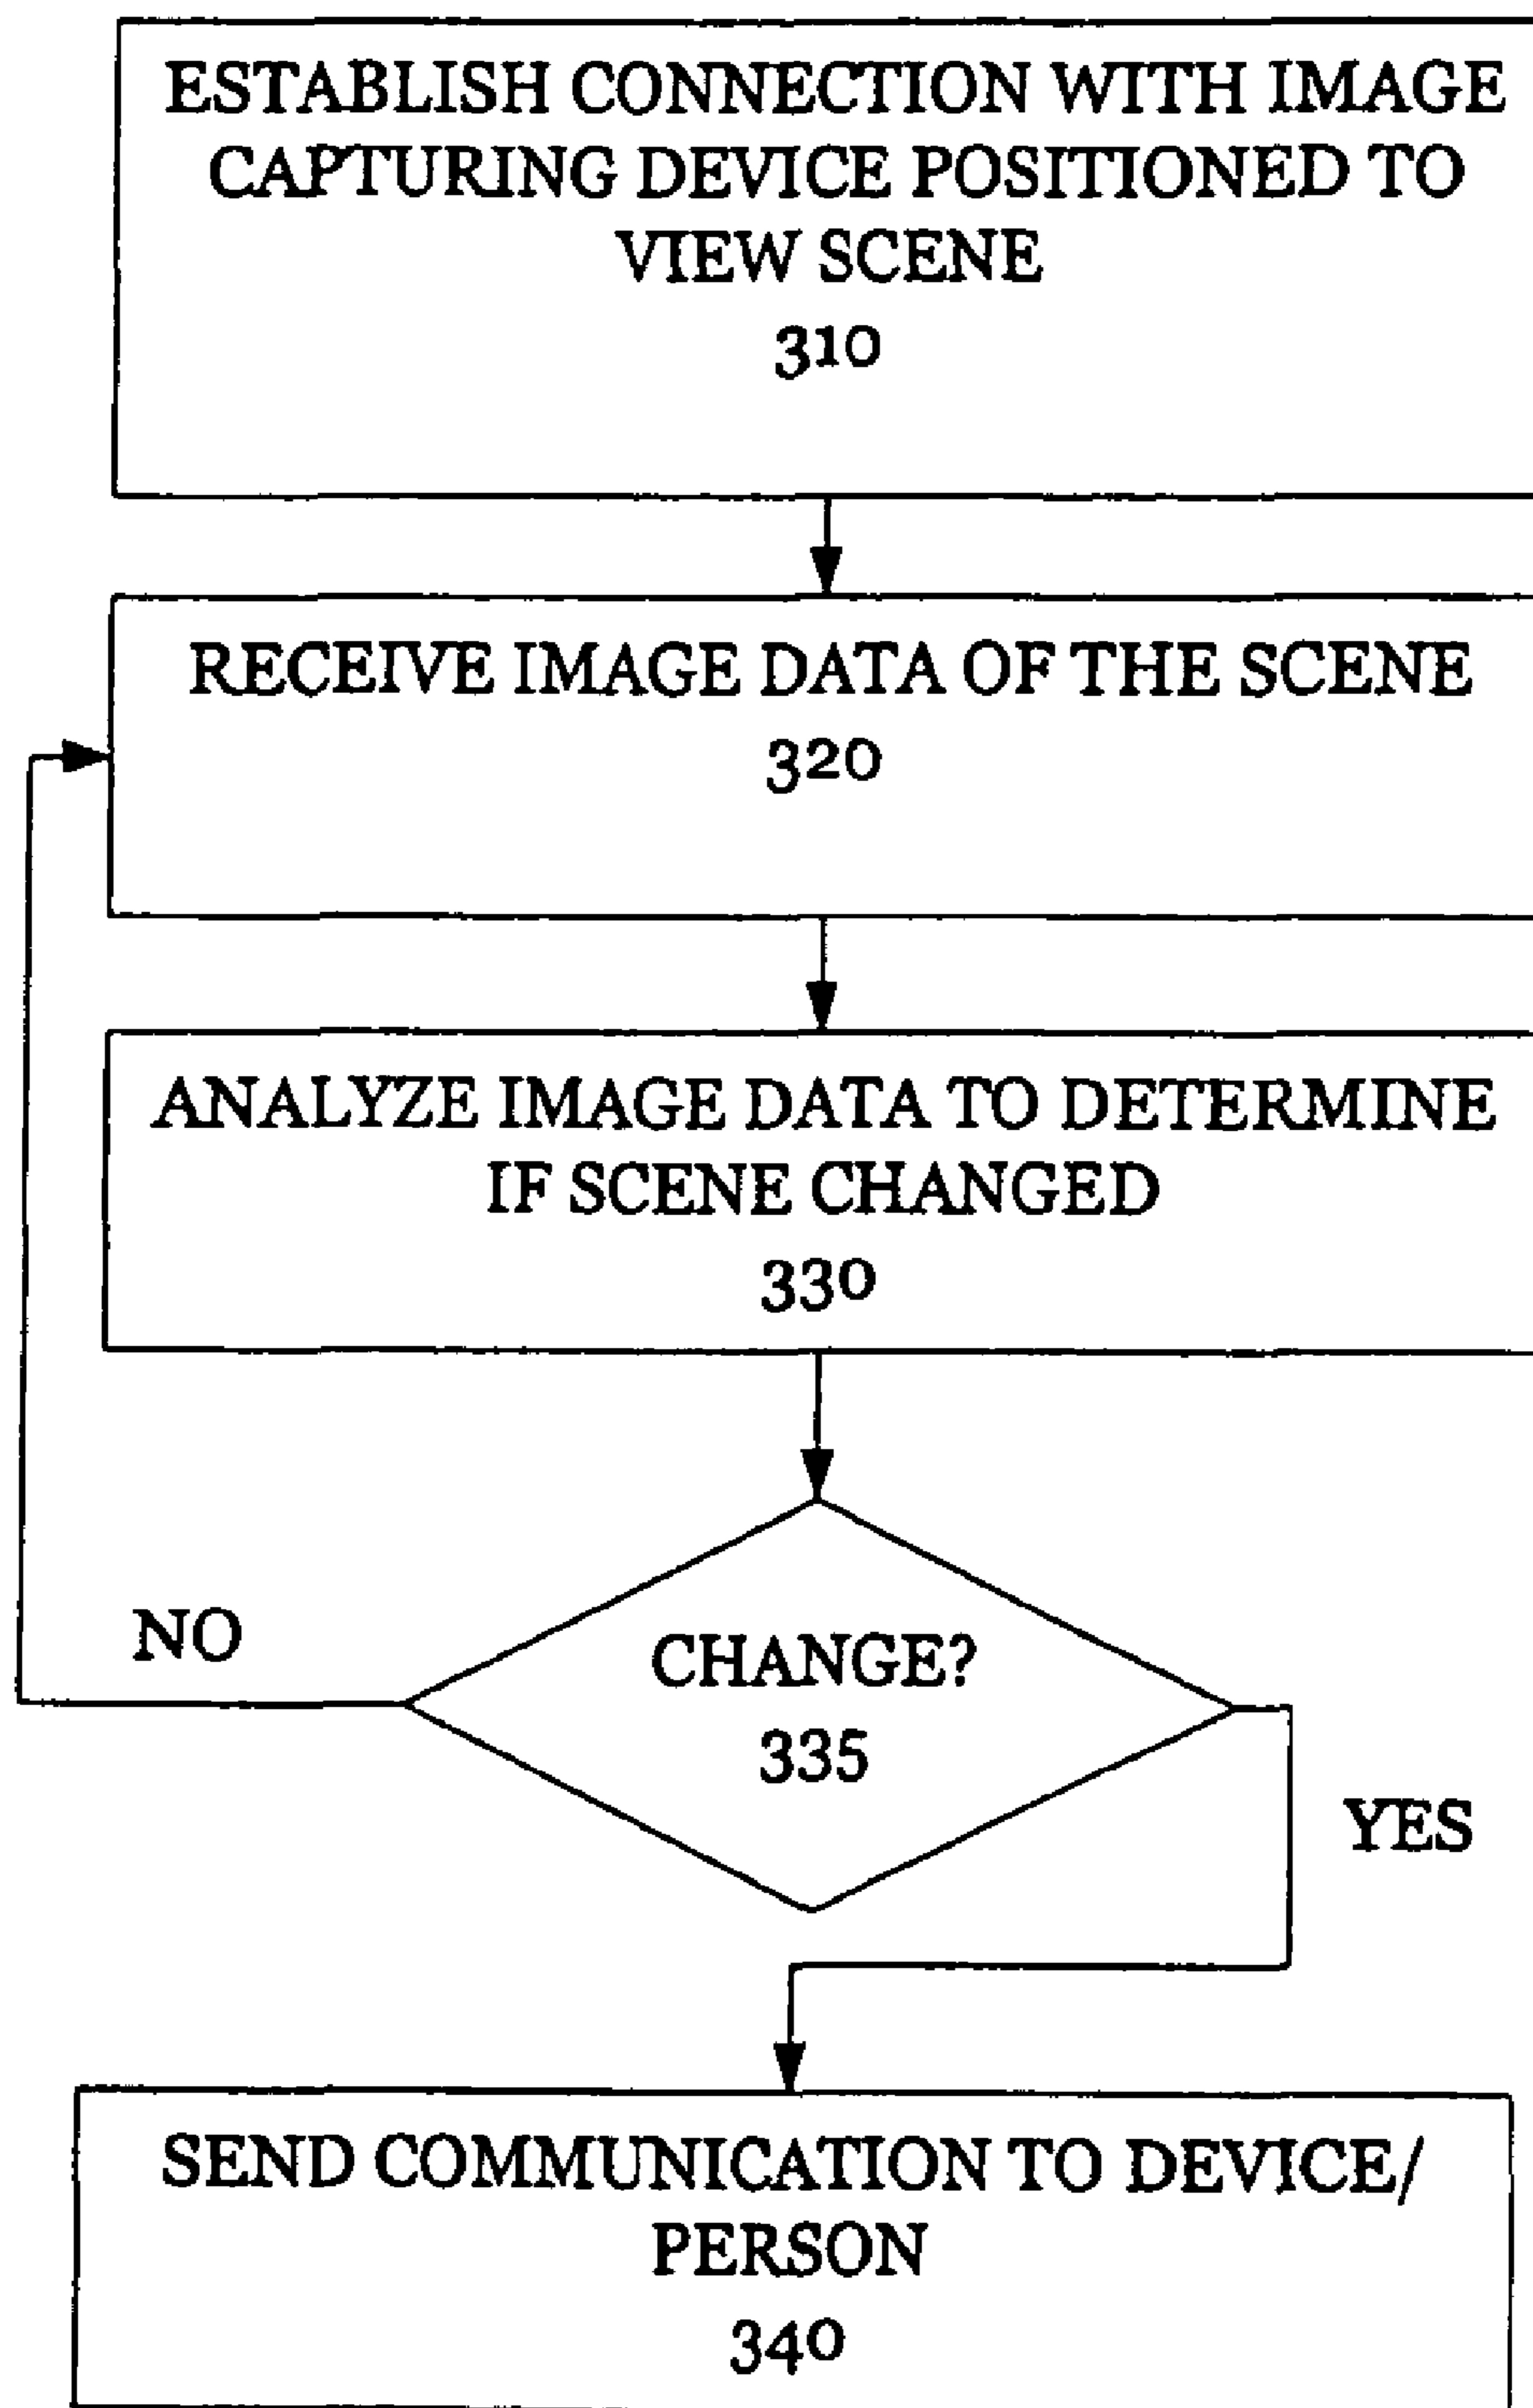 ESTABLISH CONNECTION WITH IMAGE
CAPTURING DEVICE POSITIONED TO
VIEW SCENE
310
RECEIVE IMAGE DATA OF THE SCENE
320
ANALYZE IMAGE DATA TO DETERMINE
IF SCENE CHANGED
330
NO
CHANGE?
335
YES
SEND COMMUNICATION TO DEVICE/
PERSON
340